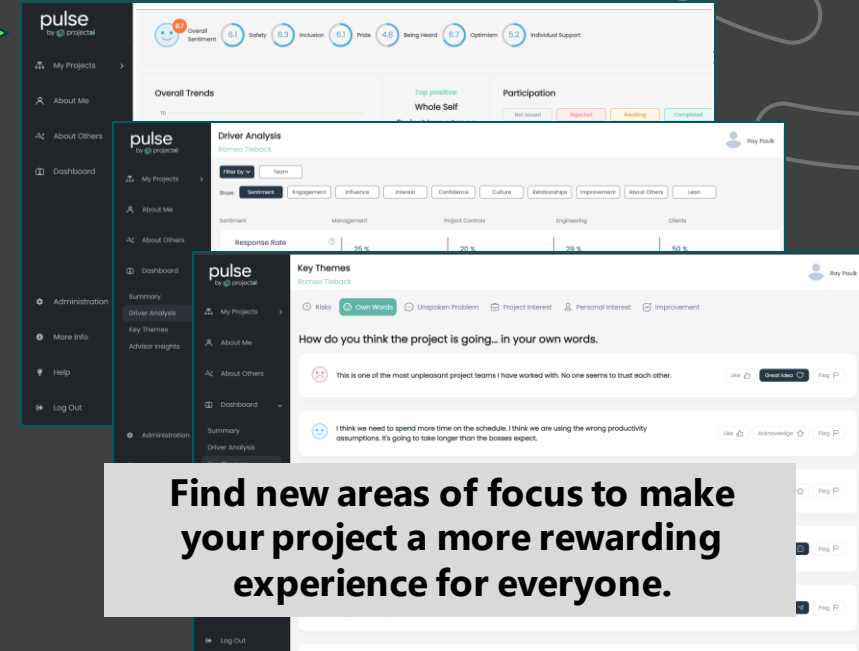 pulse
by projectai
My Projects
About Me
About Others
Dashboard
Administration
More Info
Help
Log Out
6.7 Overall Sentiment
6.1 Safety
6.3 Inclusion
6.1 Pride
4.8 Being Heard
6.7 Optimism
5.2 Individual Support
Overall Trends
10
Top positive:
Whole Self
Participation
Not Issued Rejected Awaiting Completed
pulse
by projectai
My Projects
About Me
About Others
Dashboard
Summary
Driver Analysis
Key Themes
Advisor Insights
Administration
Driver Analysis
Romeo Tieback
Ray Paulk
Filter by Team
Show: Sentiment Engagement Influence Interest Confidence Culture Relationships Improvement About Others Lean
Sentiment Management Project Controls Engineering Clients
Response Rate 25 % 20 % 29 % 50 %
pulse
by projectai
My Projects
About Me
About Others
Dashboard
Summary
Driver Analysis
Log Out
Key Themes
Romeo Tieback
Ray Paulk
Risks Own Words Unspoken Problem Project Interest Personal Interest Improvement
How do you think the project is going... in your own words.
This is one of the most unpleasant project teams I have worked with. No one seems to trust each other.
Like Great Idea Flag
I think we need to spend more time on the schedule. I think we are using the wrong productivity
assumptions. It's going to take longer than the bosses expect.
Like Acknowledge Flag
Flag
Flag
Flag
Find new areas of focus to make
your project a more rewarding
experience for everyone.